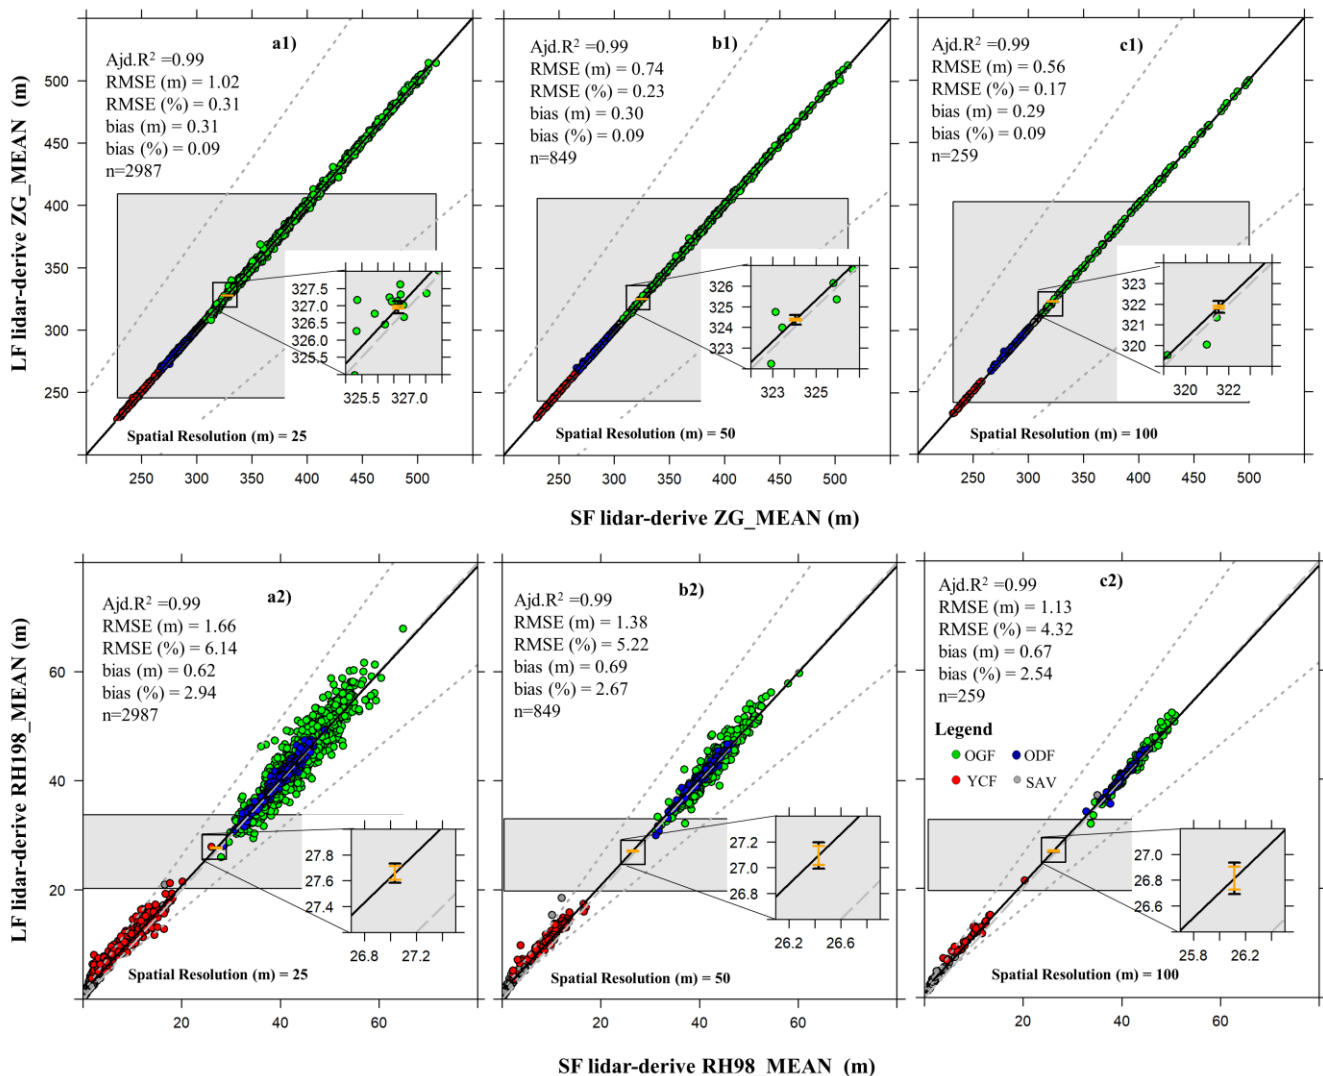 LF lidar-derive ZG_MEAN (m)
a1)
Ajd.R² =0.99
RMSE (m) = 1.02
RMSE (%) = 0.31
bias (m) = 0.31
bias (%) = 0.09
n=2987
500
450
400
350
300
250
327.5
327.0
326.5
326.0
325.5
325.5 327.0
Spatial Resolution (m) = 25
250 300 350 400 450 500
b1)
Ajd.R² =0.99
RMSE (m) = 0.74
RMSE (%) = 0.23
bias (m) = 0.30
bias (%) = 0.09
n=849
326
325
324
323
323 325
Spatial Resolution (m) = 50
250 300 350 400 450 500
c1)
Ajd.R² =0.99
RMSE (m) = 0.56
RMSE (%) = 0.17
bias (m) = 0.29
bias (%) = 0.09
n=259
323
322
321
320
320 322
Spatial Resolution (m) = 100
250 300 350 400 450 500
SF lidar-derive ZG_MEAN (m)
LF lidar-derive RH198_MEAN (m)
a2)
Ajd.R² =0.99
RMSE (m) = 1.66
RMSE (%) = 6.14
bias (m) = 0.62
bias (%) = 2.94
n=2987
60
40
20
27.8
27.6
27.4
26.8 27.2
Spatial Resolution (m) = 25
20 40 60
b2)
Ajd.R² =0.99
RMSE (m) = 1.38
RMSE (%) = 5.22
bias (m) = 0.69
bias (%) = 2.67
n=849
27.2
27.0
26.8
26.2 26.6
Spatial Resolution (m) = 50
20 40 60
c2)
Ajd.R² =0.99
RMSE (m) = 1.13
RMSE (%) = 4.32
bias (m) = 0.67
bias (%) = 2.54
n=259
Legend
OGF ODF
YCF SAV
27.0
26.8
26.6
25.8 26.2
Spatial Resolution (m) = 100
20 40 60
SF lidar-derive RH98_MEAN (m)